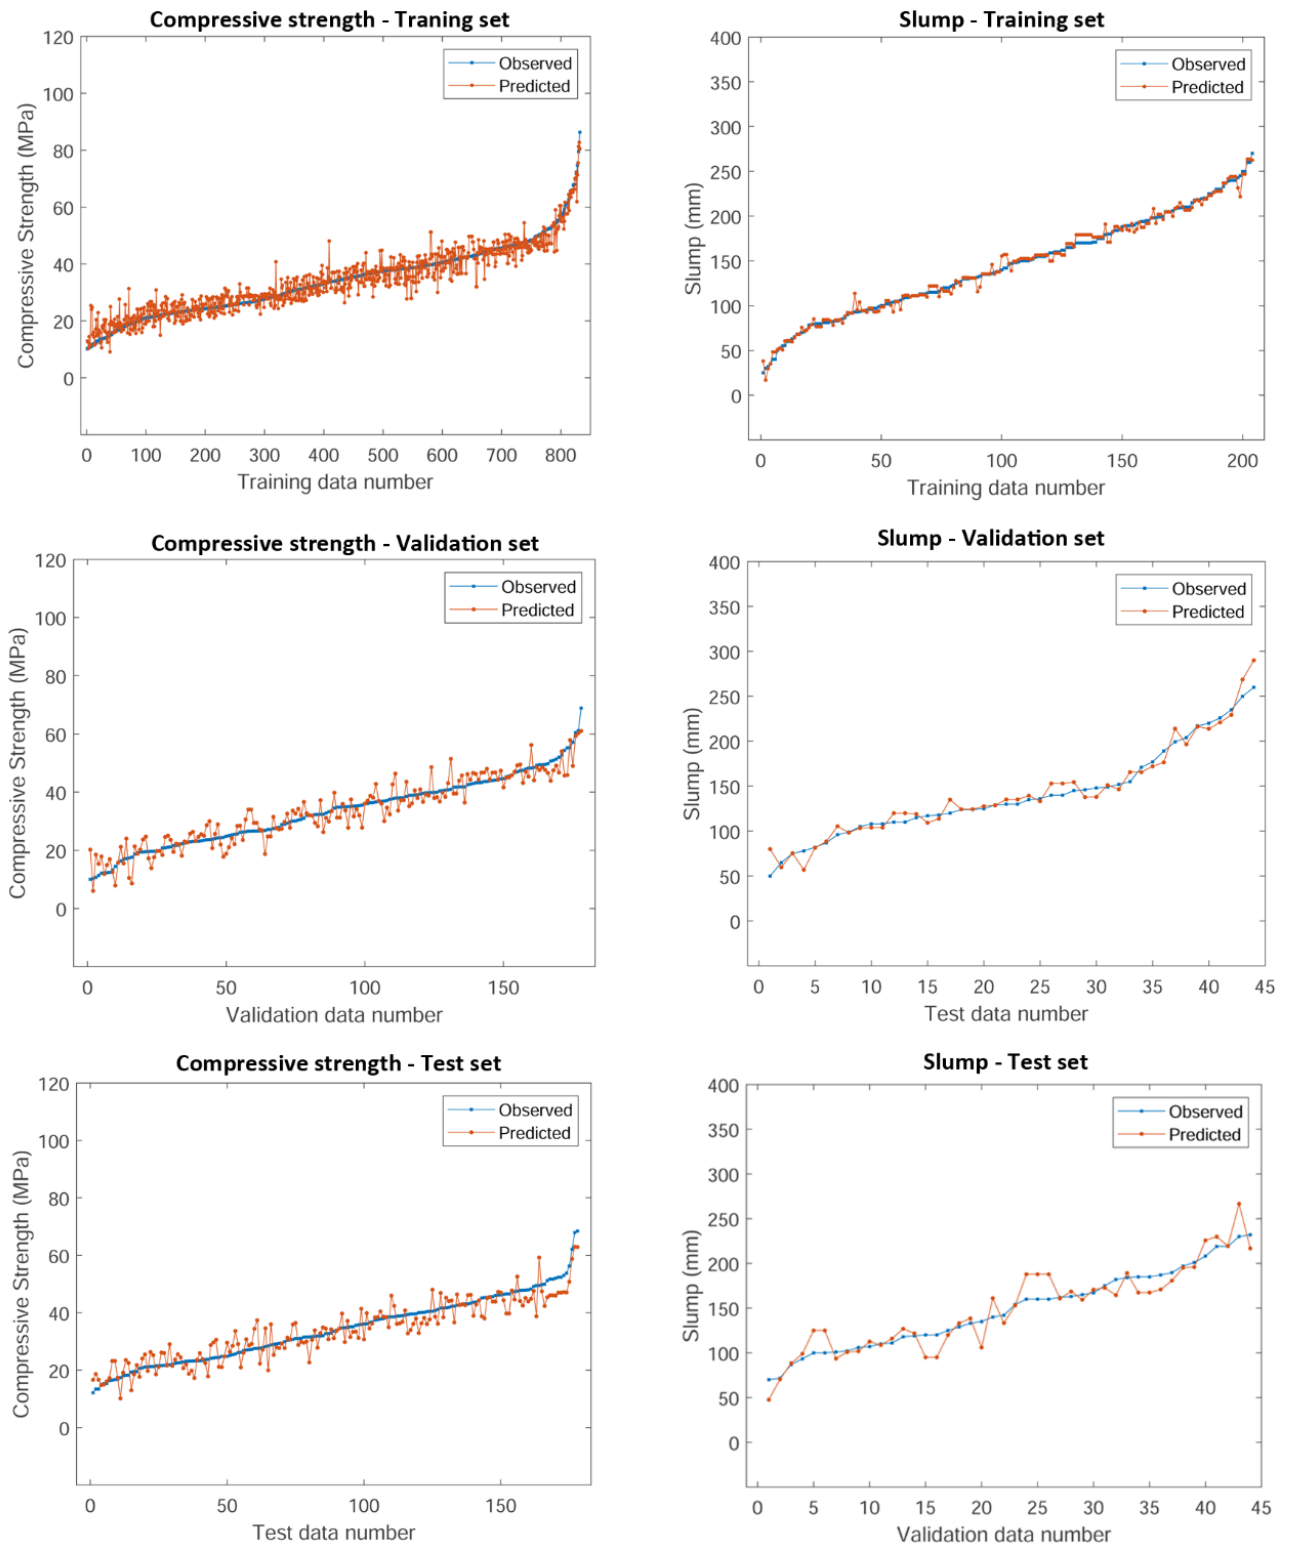 Compressive strength - Traning set
120
100
80
60
40
20
0
Compressive Strength (MPa)
Observed
Predicted
0 100 200 300 400 500 600 700 800
Training data number
Slump - Training set
400
350
300
250
200
150
100
50
0
Slump (mm)
Observed
Predicted
0 50 100 150 200
Training data number
Compressive strength - Validation set
120
100
80
60
40
20
0
Compressive Strength (MPa)
Observed
Predicted
0 50 100 150
Validation data number
Slump - Validation set
400
350
300
250
200
150
100
50
0
Slump (mm)
Observed
Predicted
0 5 10 15 20 25 30 35 40 45
Test data number
Compressive strength - Test set
120
100
80
60
40
20
0
Compressive Strength (MPa)
Observed
Predicted
0 50 100 150
Test data number
Slump - Test set
400
350
300
250
200
150
100
50
0
Slump (mm)
Observed
Predicted
0 5 10 15 20 25 30 35 40 45
Validation data number